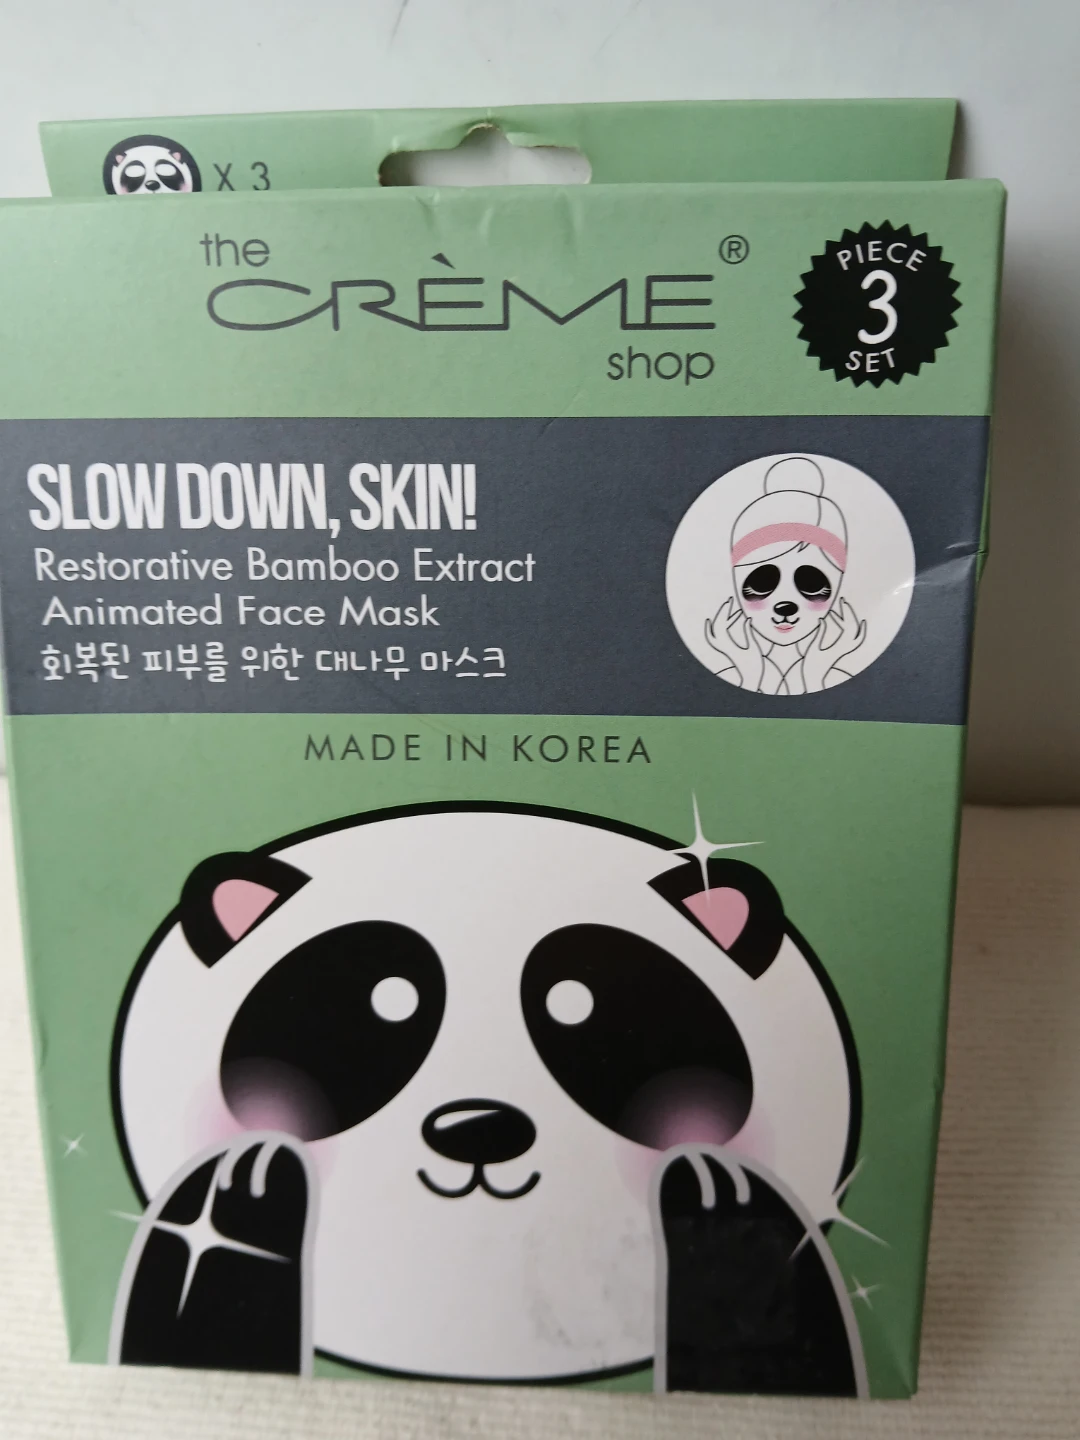 X 3
the
CRÈME®
shop
PIECE
3
SET
SLOW DOWN, SKIN!
Restorative Bamboo Extract
Animated Face Mask
회복된 피부를 위한 대나무 마스크
MADE IN KOREA